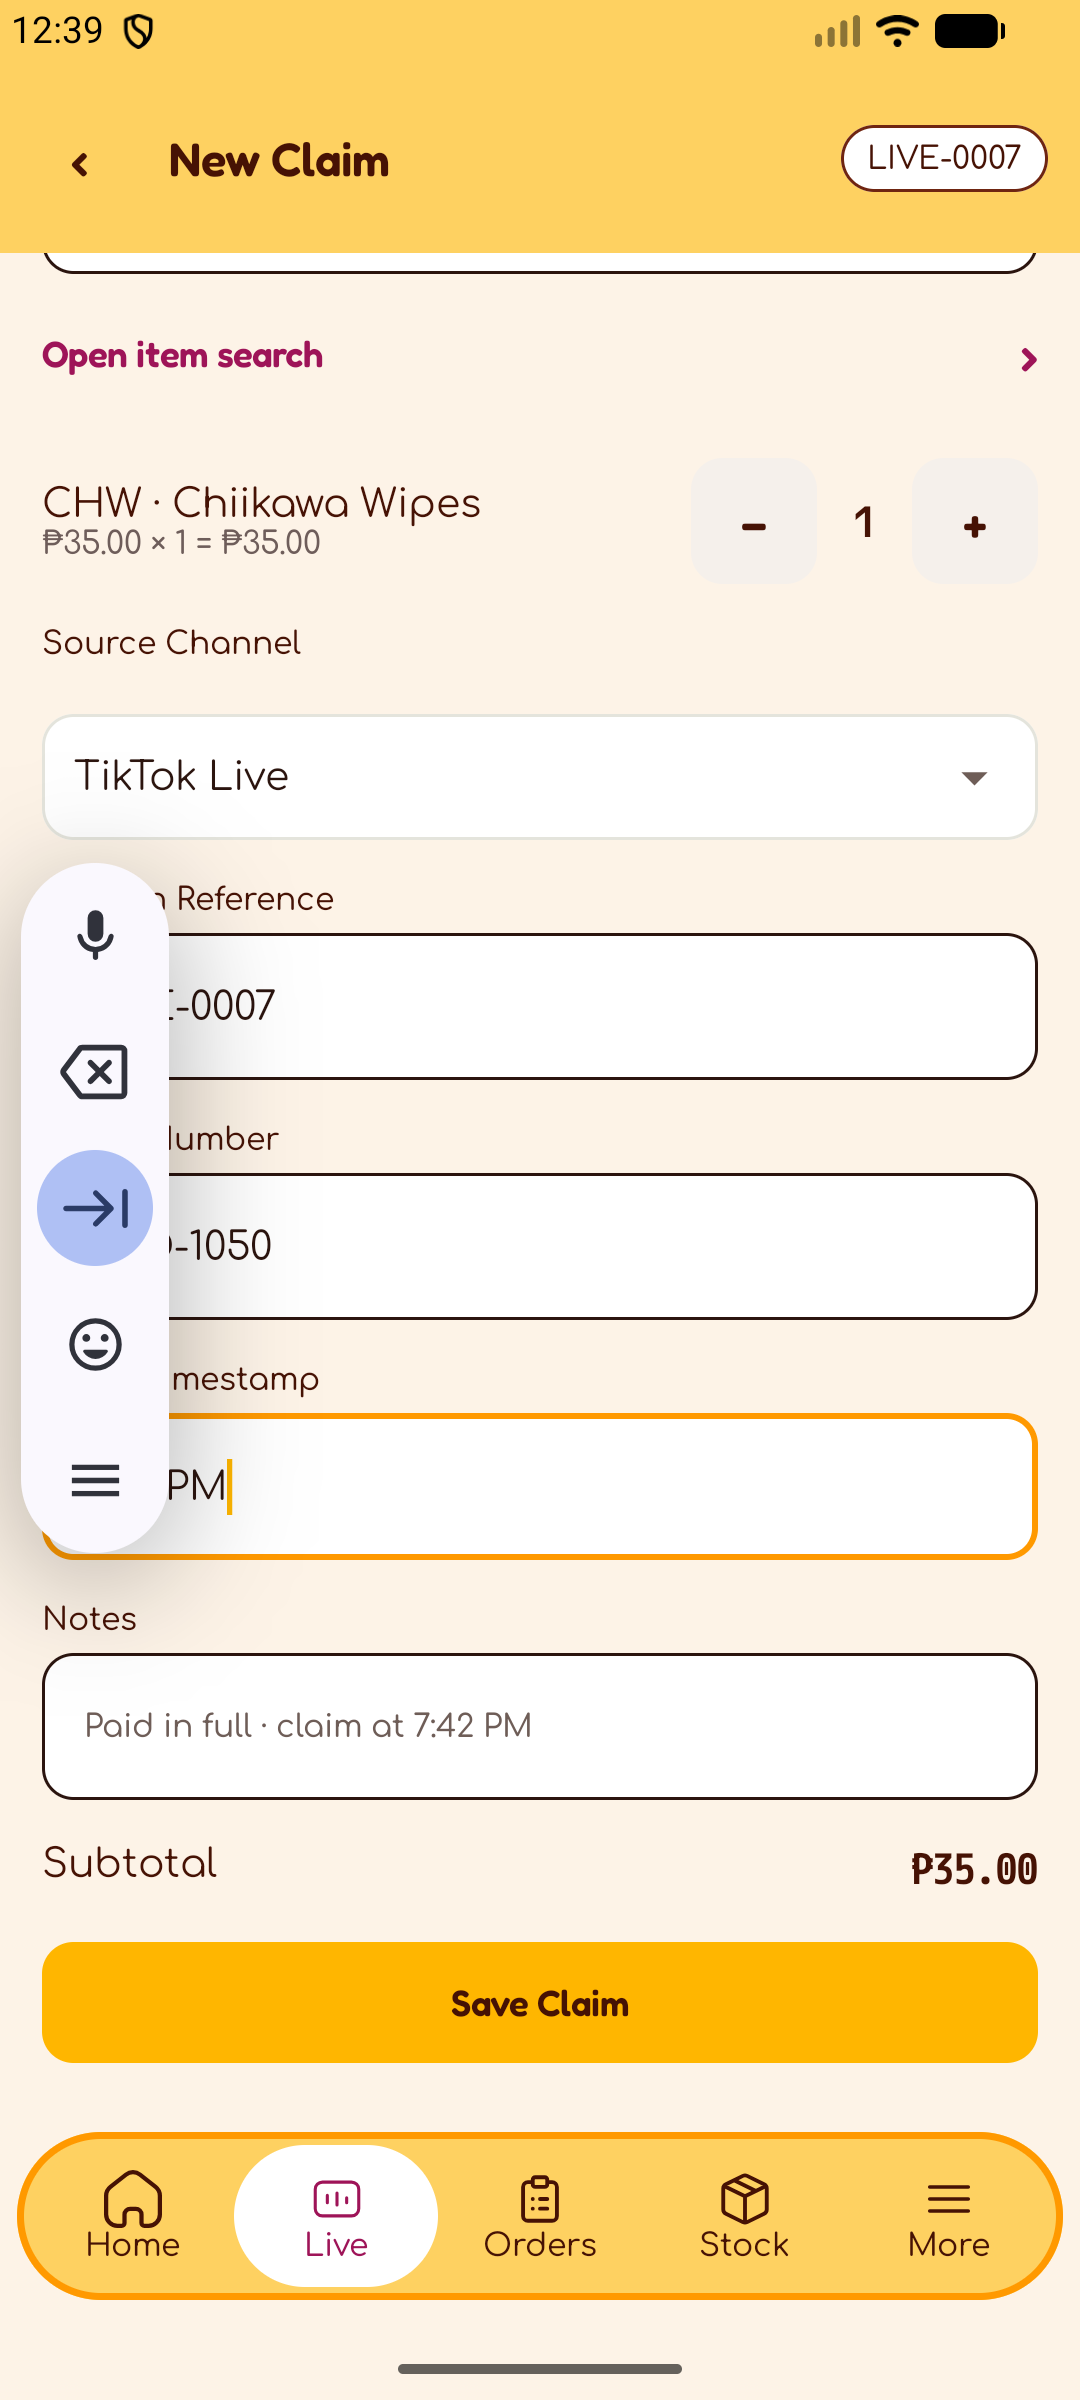 12:39
New Claim
LIVE-0007
Open item search
CHW · Chiikawa Wipes
₱35.00 × 1 = ₱35.00
1
Source Channel
TikTok Live
Reference
-0007
mestamp
-1050
PM
Notes
Paid in full · claim at 7:42 PM
Subtotal
₱35.00
Save Claim
Home
Live
Orders
Stock
More